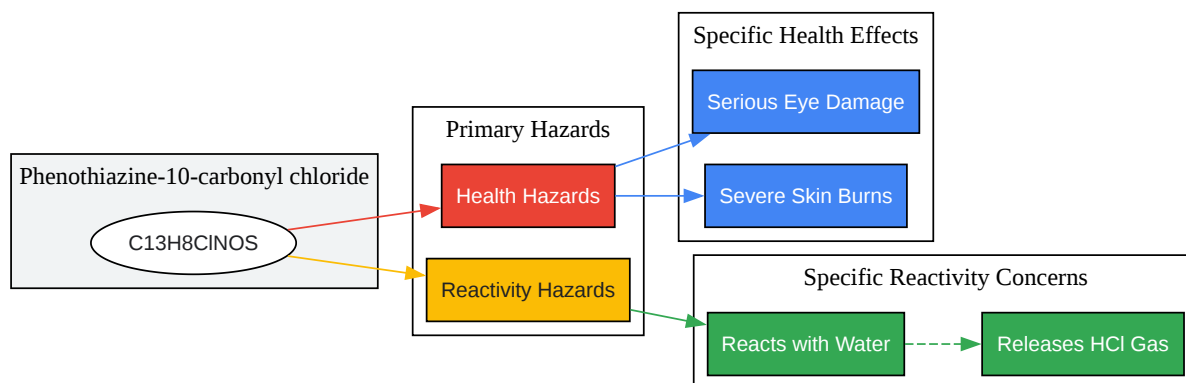 Phenothiazine-10-carbonyl chloride
C13H8ClNOS
Primary Hazards
Health Hazards
Reactivity Hazards
Specific Health Effects
Serious Eye Damage
Severe Skin Burns
Specific Reactivity Concerns
Reacts with Water
Releases HCl Gas